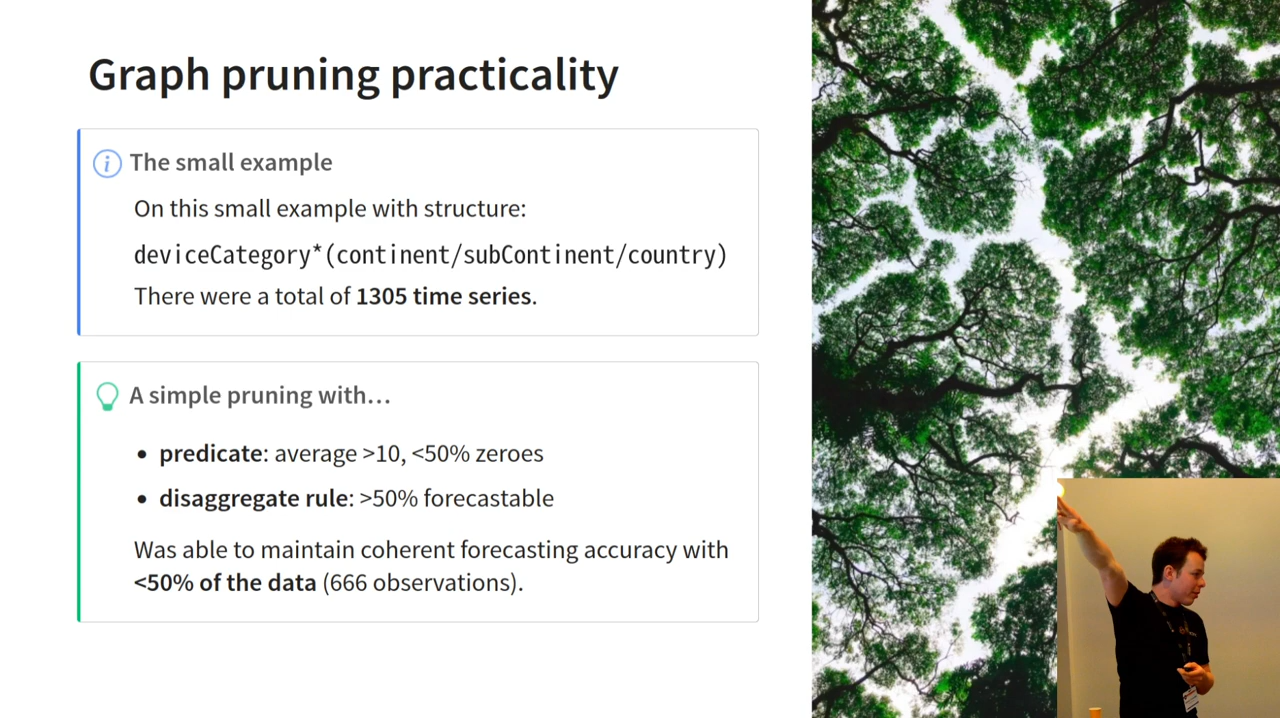 Graph pruning practicality
The small example
On this small example with structure:
deviceCategory*(continent/subContinent/country)
There were a total of 1305 time series.
A simple pruning with…
• predicate: average >10, <50% zeroes
• disaggregate rule: >50% forecastable
Was able to maintain coherent forecasting accuracy with
<50% of the data (666 observations).